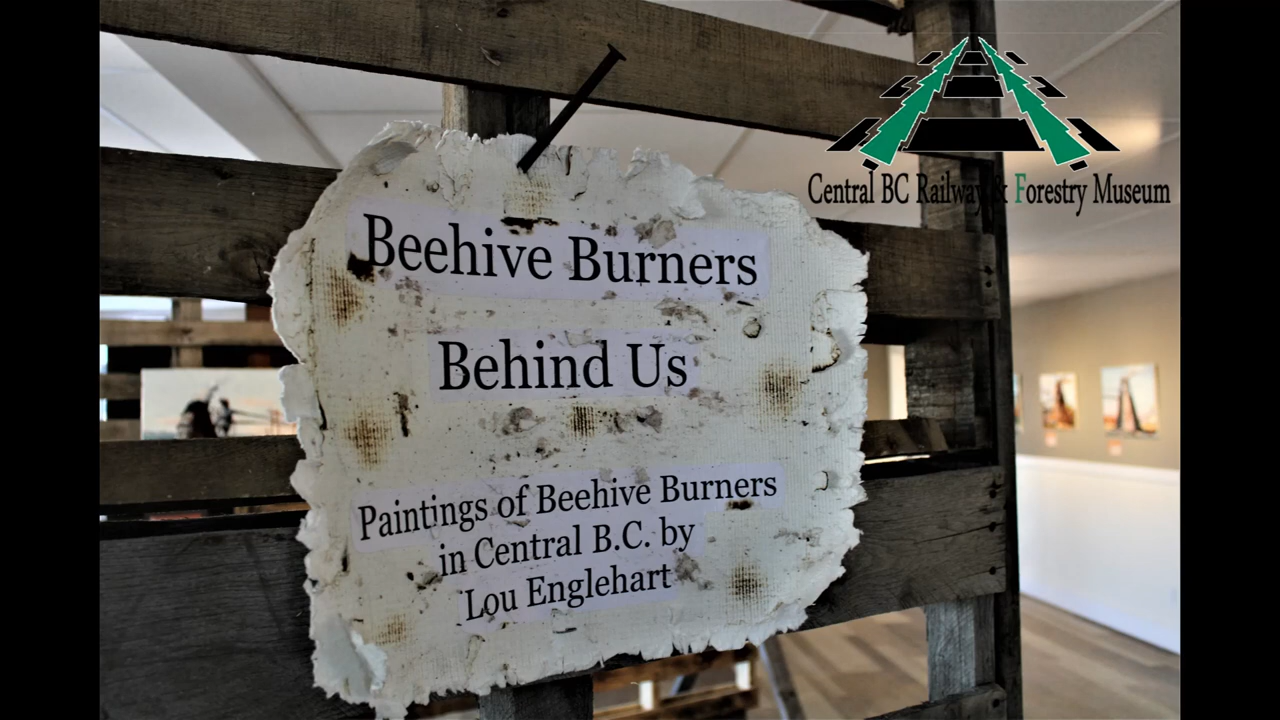 Central BC Railway & Forestry Museum
Beehive Burners
Behind Us
Paintings of Beehive Burners
in Central B.C. by
Lou Englehart